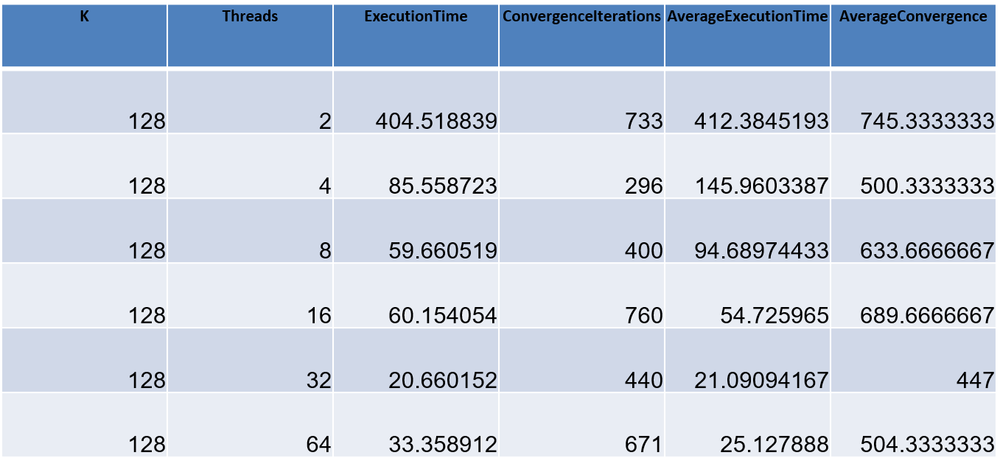 K Threads ExecutionTime ConvergenceIterations AverageExecutionTime AverageConvergence
128 2 404.518839 733 412.3845193 745.3333333
128 4 85.558723 296 145.9603387 500.3333333
128 8 59.660519 400 94.68974433 633.6666667
128 16 60.154054 760 54.725965 689.6666667
128 32 20.660152 440 21.09094167 447
128 64 33.358912 671 25.127888 504.3333333